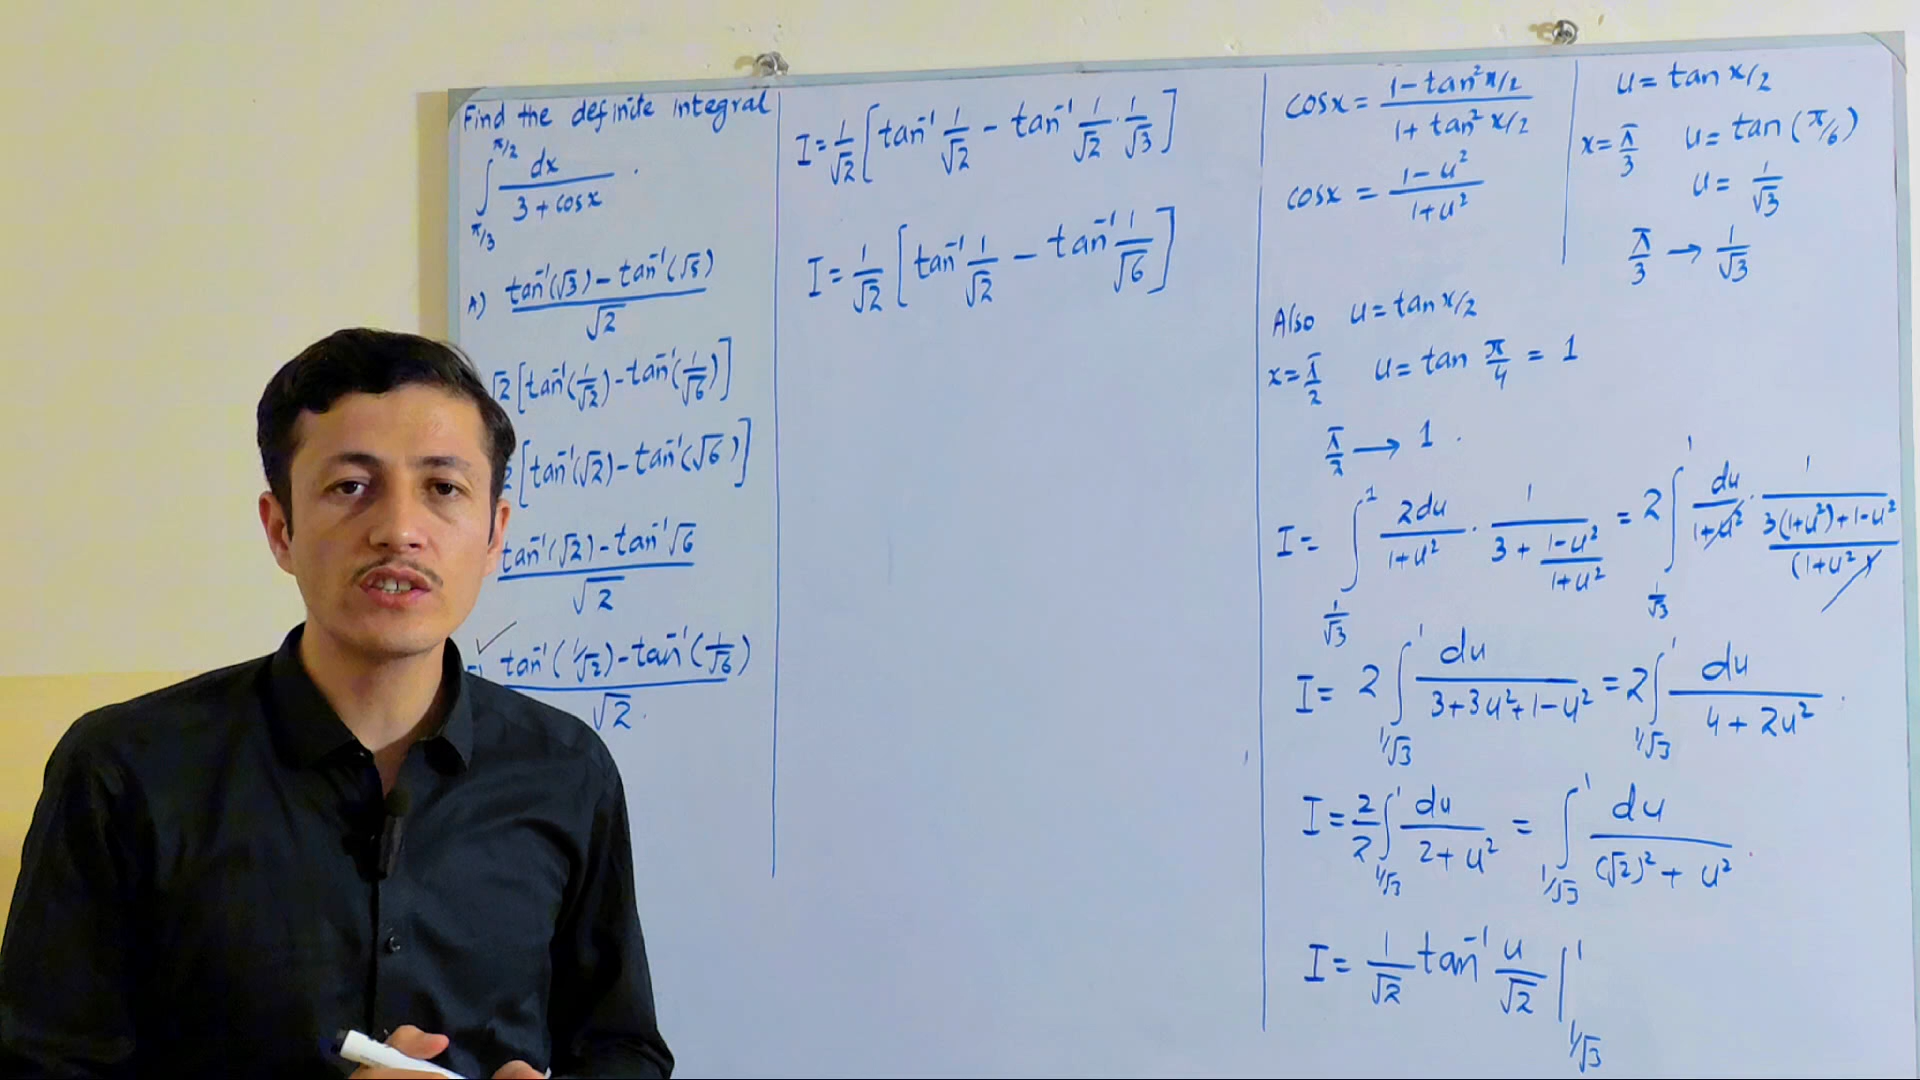 Find the definite integral
∫_{π/3}^{π/2} dx / (3 + cosx) .
A) (tan⁻¹(√3) − tan⁻¹(√5)) / √2
√2 [tan⁻¹(1/√2) − tan⁻¹(1/√6)]
[tan⁻¹(√2) − tan⁻¹(√6)]
(tan⁻¹(√2) − tan⁻¹√6) / √2
✓ (tan⁻¹(1/√2) − tan⁻¹(1/√6)) / √2 .
I = 1/√2 [tan⁻¹ 1/√2 − tan⁻¹ 1/√2 · 1/√3]
I = 1/√2 [tan⁻¹ 1/√2 − tan⁻¹ 1/√6]
cosx = (1 − tan² x/2) / (1 + tan² x/2)
cosx = (1 − u²) / (1 + u²)
u = tan x/2
x = π/3 u = tan (π/6)
u = 1/√3
π/3 → 1/√3
Also u = tan x/2
x = π/2 u = tan π/4 = 1
π/2 → 1 .
I = ∫_{1/√3}^{1} 2du / (1+u²) · 1 / (3 + (1−u²)/(1+u²)) = 2 ∫_{1/√3}^{1} du / (1+u²) · 1 / ((3(1+u²)+1−u²) / (1+u²))
I = 2 ∫_{1/√3}^{1} du / (3+3u²+1−u²) = 2 ∫_{1/√3}^{1} du / (4 + 2u²) .
I = 2/2 ∫_{1/√3}^{1} du / (2 + u²) = ∫_{1/√3}^{1} du / ((√2)² + u²) .
I = 1/√2 tan⁻¹ u/√2 |_{1/√3}^{1}